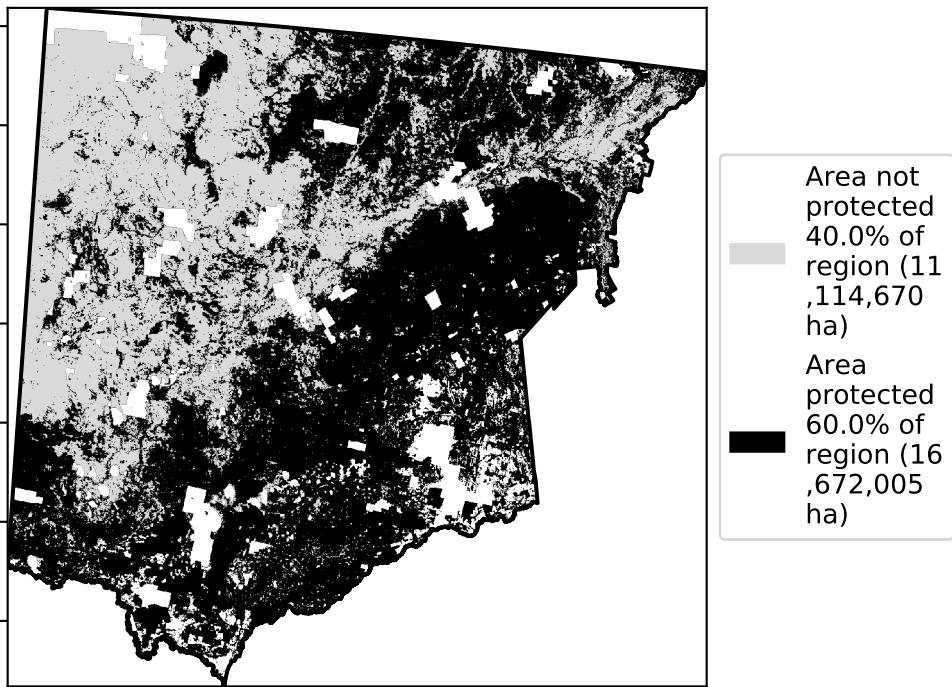 Area not
protected
40.0% of
region (11
,114,670
ha)
Area
protected
60.0% of
region (16
,672,005
ha)